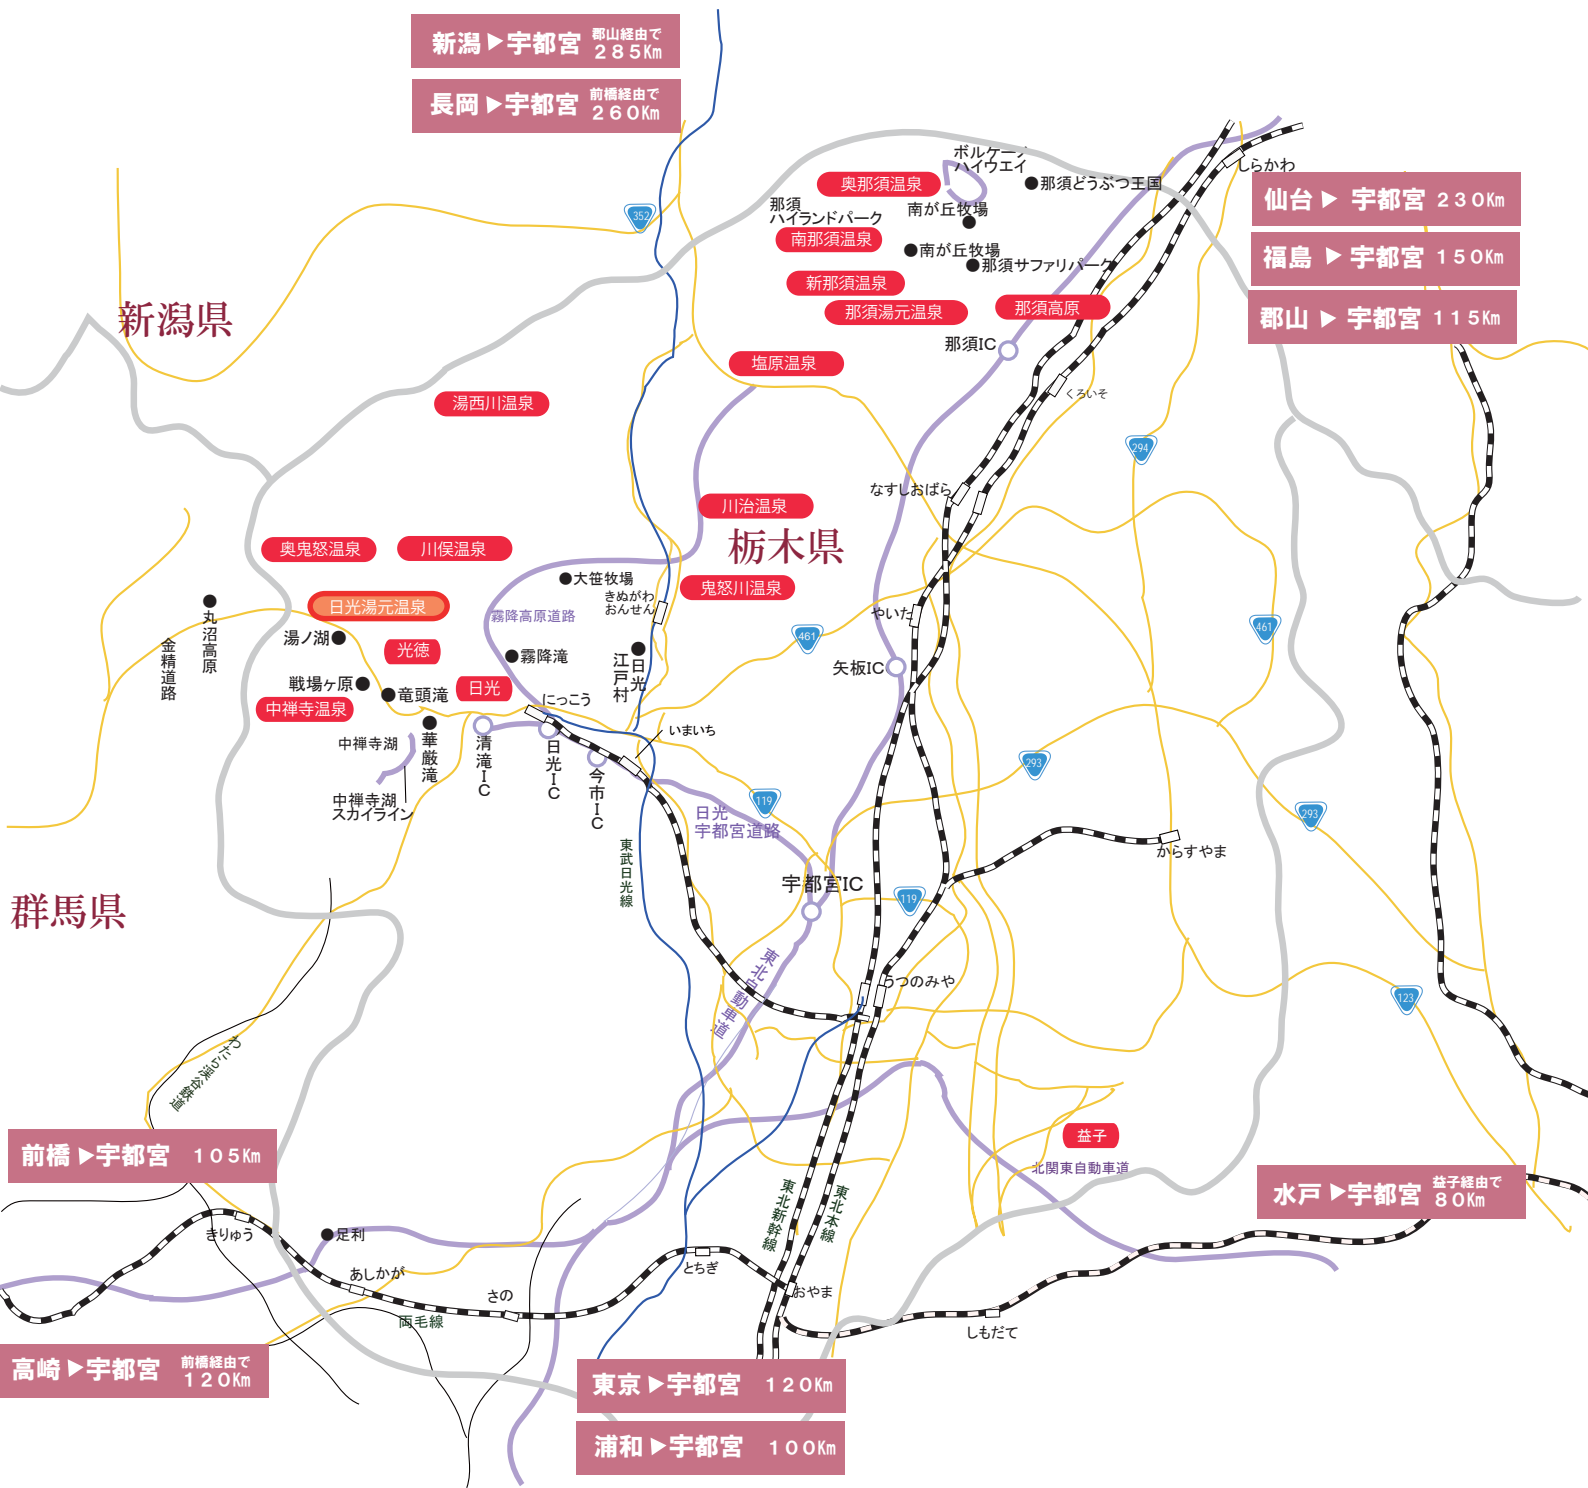 新潟▶宇都宮 郡山経由で
285Km
長岡▶宇都宮 前橋経由で
260Km
352
ボルケーノ
ハイウエイ
しらかわ
奥那須温泉
那須どうぶつ王国
那須
ハイランドパーク
南が丘牧場
仙台▶ 宇都宮 230Km
南那須温泉
南が丘牧場
那須サファリパーク
福島 ▶ 宇都宮 150Km
新那須温泉
那須湯元温泉
那須高原
郡山 ▶ 宇都宮 115Km
新潟県
那須IC
塩原温泉
湯西川温泉
くろいそ
294
なすしおばら
川治温泉
栃木県
奥鬼怒温泉
川俣温泉
大笹牧場
鬼怒川温泉
きぬがわ
おんせん
日光湯元温泉
霧降高原道路
やいた
丸沼高原
金精道路
湯ノ湖
光徳
霧降滝
日光
江戸村
461
461
矢板IC
戦場ヶ原
竜頭滝
日光
中禅寺温泉
にっこう
いまいち
華厳滝
中禅寺湖
清滝IC
日光IC
今市IC
293
中禅寺湖
スカイライン
119
日光
宇都宮道路
293
東武日光線
からすやま
宇都宮IC
119
群馬県
東北自動車道
うつのみや
123
わたら渓谷鉄道
益子
北関東自動車道
前橋▶宇都宮 105Km
水戸▶宇都宮 益子経由で
80Km
東北新幹線
東北本線
きりゅう
足利
あしかが
とちぎ
さの
おやま
両毛線
しもだて
高崎▶宇都宮 前橋経由で
120Km
東京▶宇都宮 120Km
浦和▶宇都宮 100Km